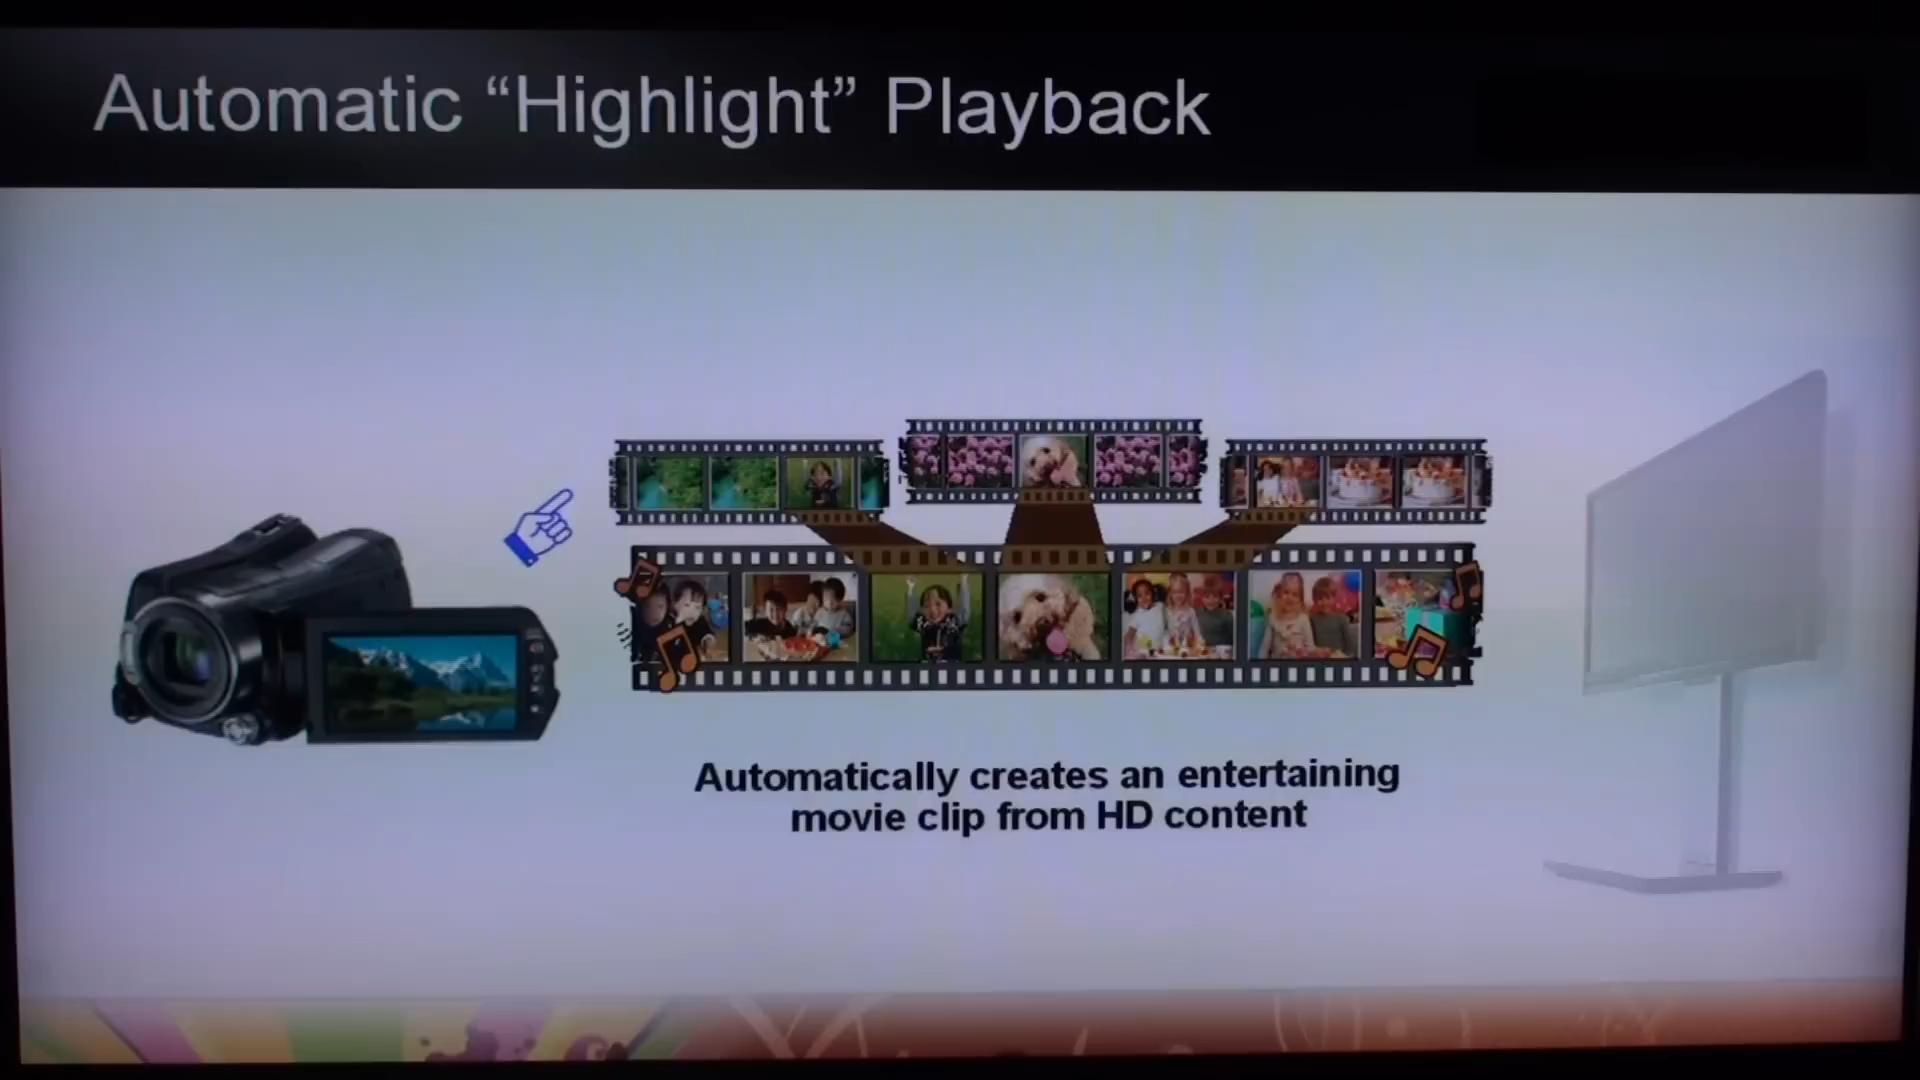 Automatic “Highlight” Playback
Automatically creates an entertaining
movie clip from HD content